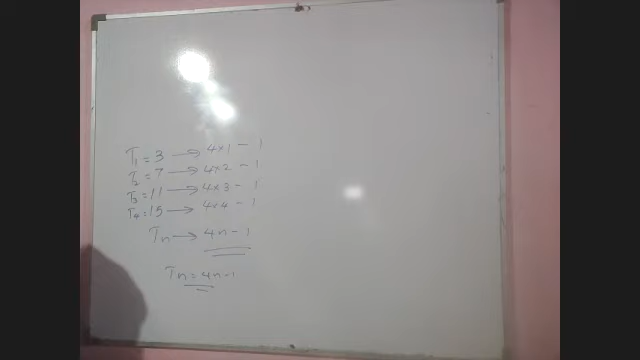 T₁ = 3 → 4×1 - 1
T₂ = 7 → 4×2 - 1
T₃ = 11 → 4×3 - 1
T₄ = 15 → 4×4 - 1
Tn → 4n - 1
Tn = 4n - 1